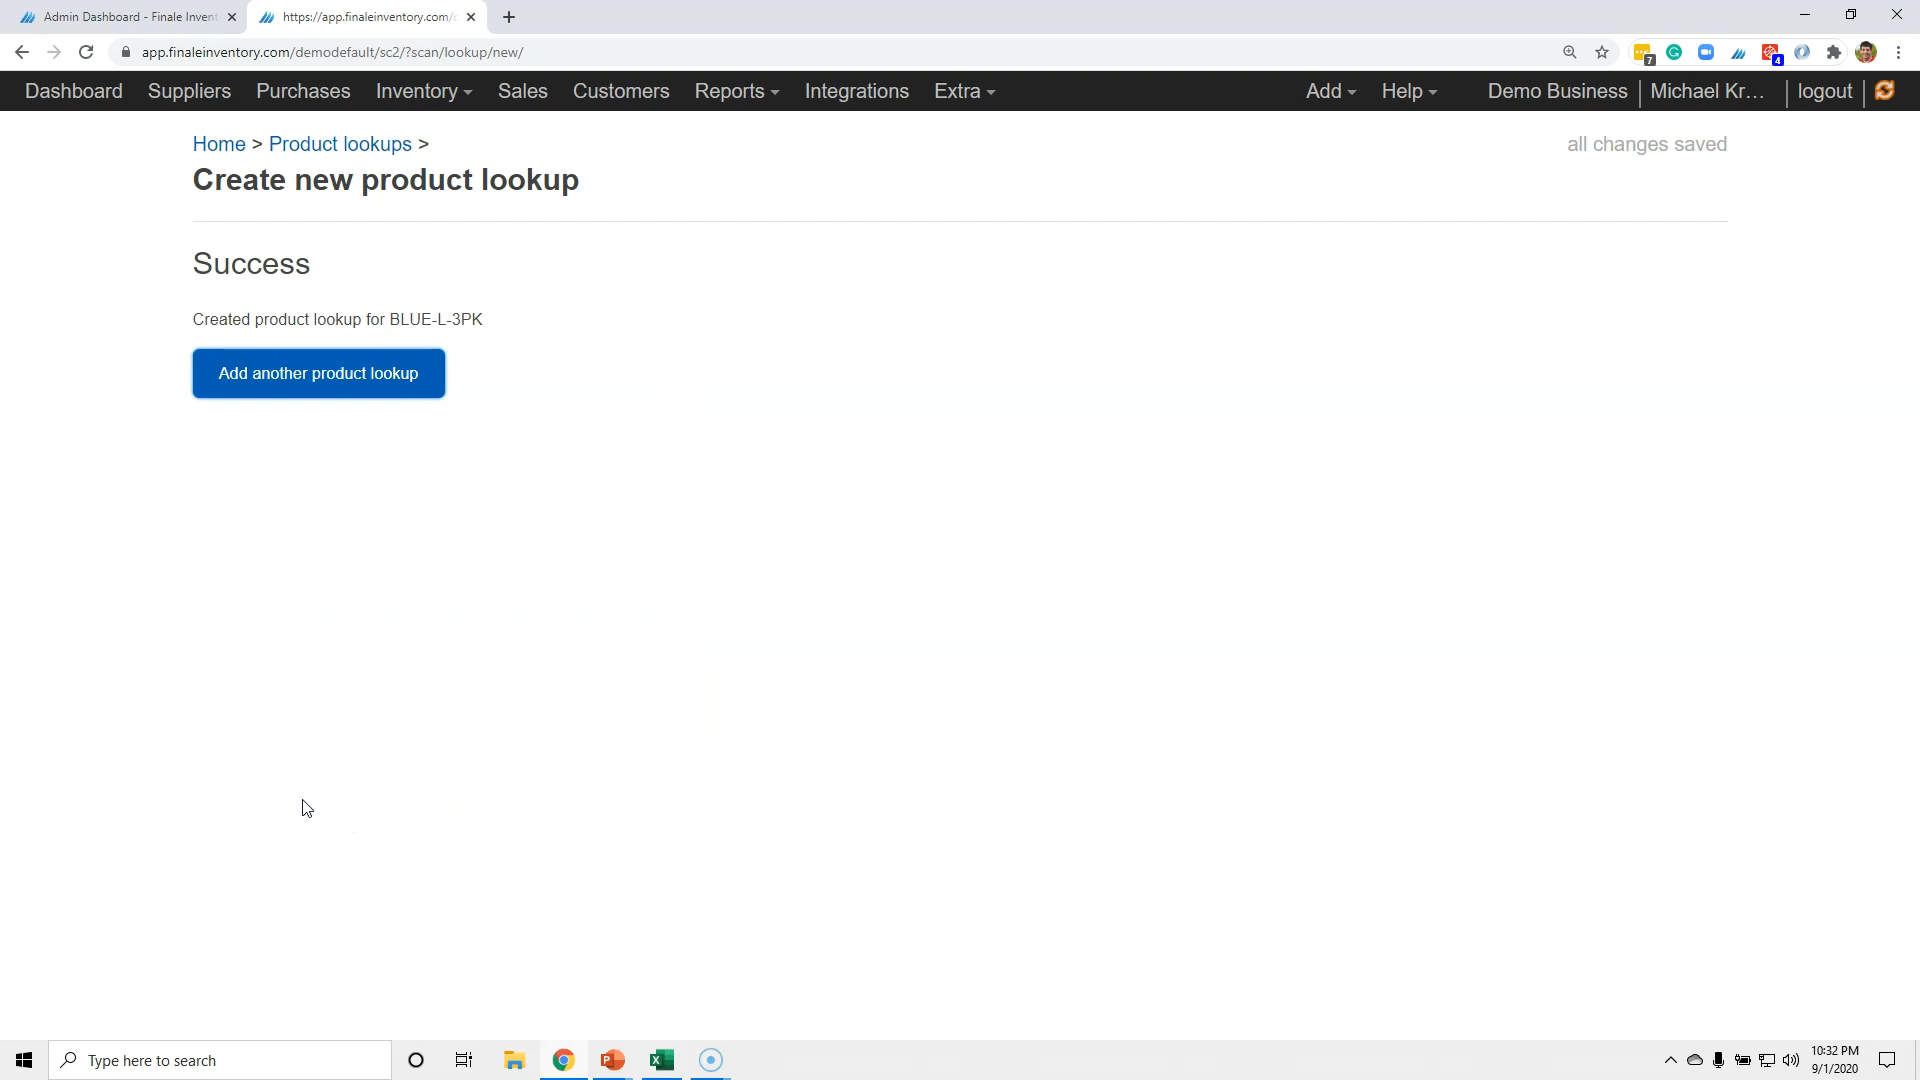 Admin Dashboard - Finale Invent
https://app.finaleinventory.com/d
app.finaleinventory.com/demodefault/sc2/?scan/lookup/new/
7
4
Dashboard Suppliers Purchases Inventory Sales Customers Reports Integrations Extra Add Help Demo Business Michael Kr... logout
Home > Product lookups >
all changes saved
Create new product lookup
Success
Created product lookup for BLUE-L-3PK
Add another product lookup
Type here to search
10:32 PM
9/1/2020